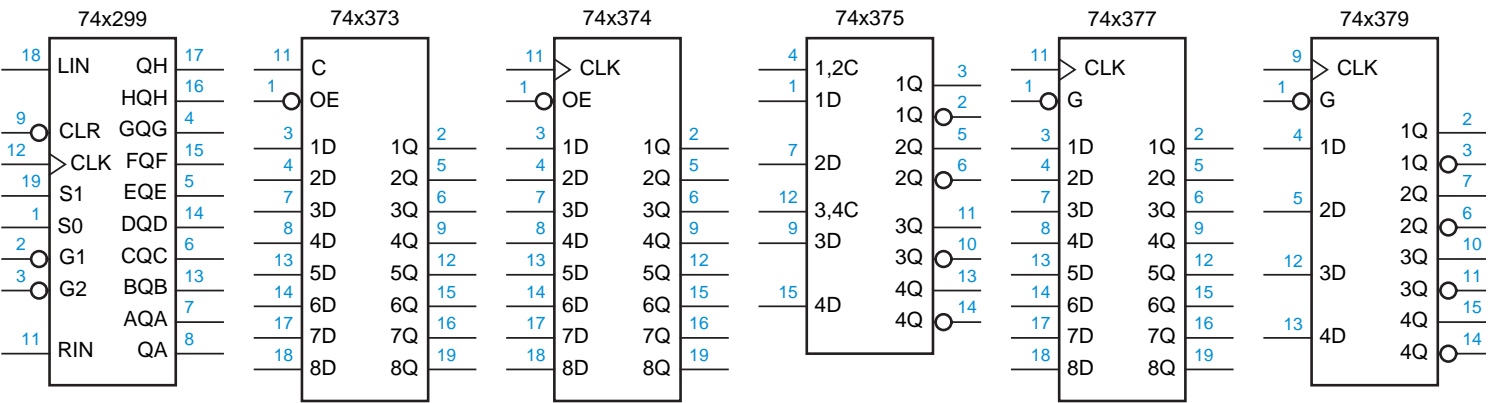 74x299
18 LIN QH 17
HQH 16
9 CLR GQG 4
12 CLK FQF 15
19 S1 EQE 5
1 S0 DQD 14
2 G1 CQC 6
3 G2 BQB 13
AQA 7
11 RIN QA 8
74x373
11 C
1 OE
3 1D 1Q 2
4 2D 2Q 5
7 3D 3Q 6
8 4D 4Q 9
13 5D 5Q 12
14 6D 6Q 15
17 7D 7Q 16
18 8D 8Q 19
74x374
11 CLK
1 OE
3 1D 1Q 2
4 2D 2Q 5
7 3D 3Q 6
8 4D 4Q 9
13 5D 5Q 12
14 6D 6Q 15
17 7D 7Q 16
18 8D 8Q 19
74x375
4 1,2C
1Q 3
1 1D
1Q 2
2Q 5
7 2D
2Q 6
12 3,4C
3Q 11
9 3D
3Q 10
4Q 13
15 4D
4Q 14
74x377
11 CLK
1 G
3 1D 1Q 2
4 2D 2Q 5
7 3D 3Q 6
8 4D 4Q 9
13 5D 5Q 12
14 6D 6Q 15
17 7D 7Q 16
18 8D 8Q 19
74x379
9 CLK
1 G
1Q 2
4 1D
1Q 3
2Q 7
5 2D
2Q 6
3Q 10
12 3D
3Q 11
4Q 15
13 4D
4Q 14